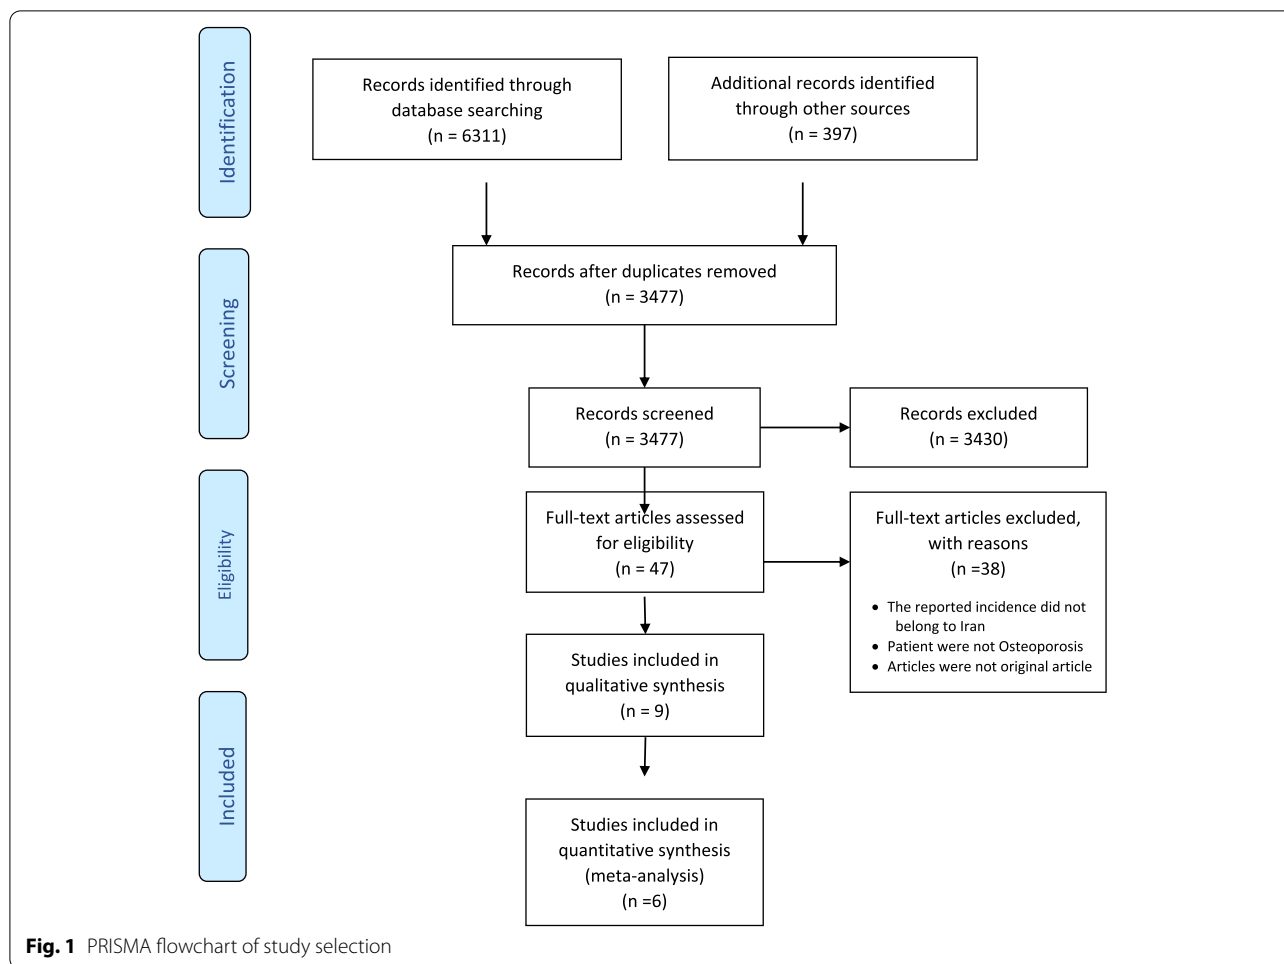 Identification
Records identified through
database searching
(n = 6311)
Additional records identified
through other sources
(n = 397)
Screening
Records after duplicates removed
(n = 3477)
Records screened
(n = 3477)
Records excluded
(n = 3430)
Eligibility
Full-text articles assessed
for eligibility
(n = 47)
Full-text articles excluded,
with reasons
(n =38)
• The reported incidence did not
belong to Iran
• Patient were not Osteoporosis
• Articles were not original article
Studies included in
qualitative synthesis
(n = 9)
Included
Studies included in
quantitative synthesis
(meta-analysis)
(n =6)
Fig. 1 PRISMA flowchart of study selection